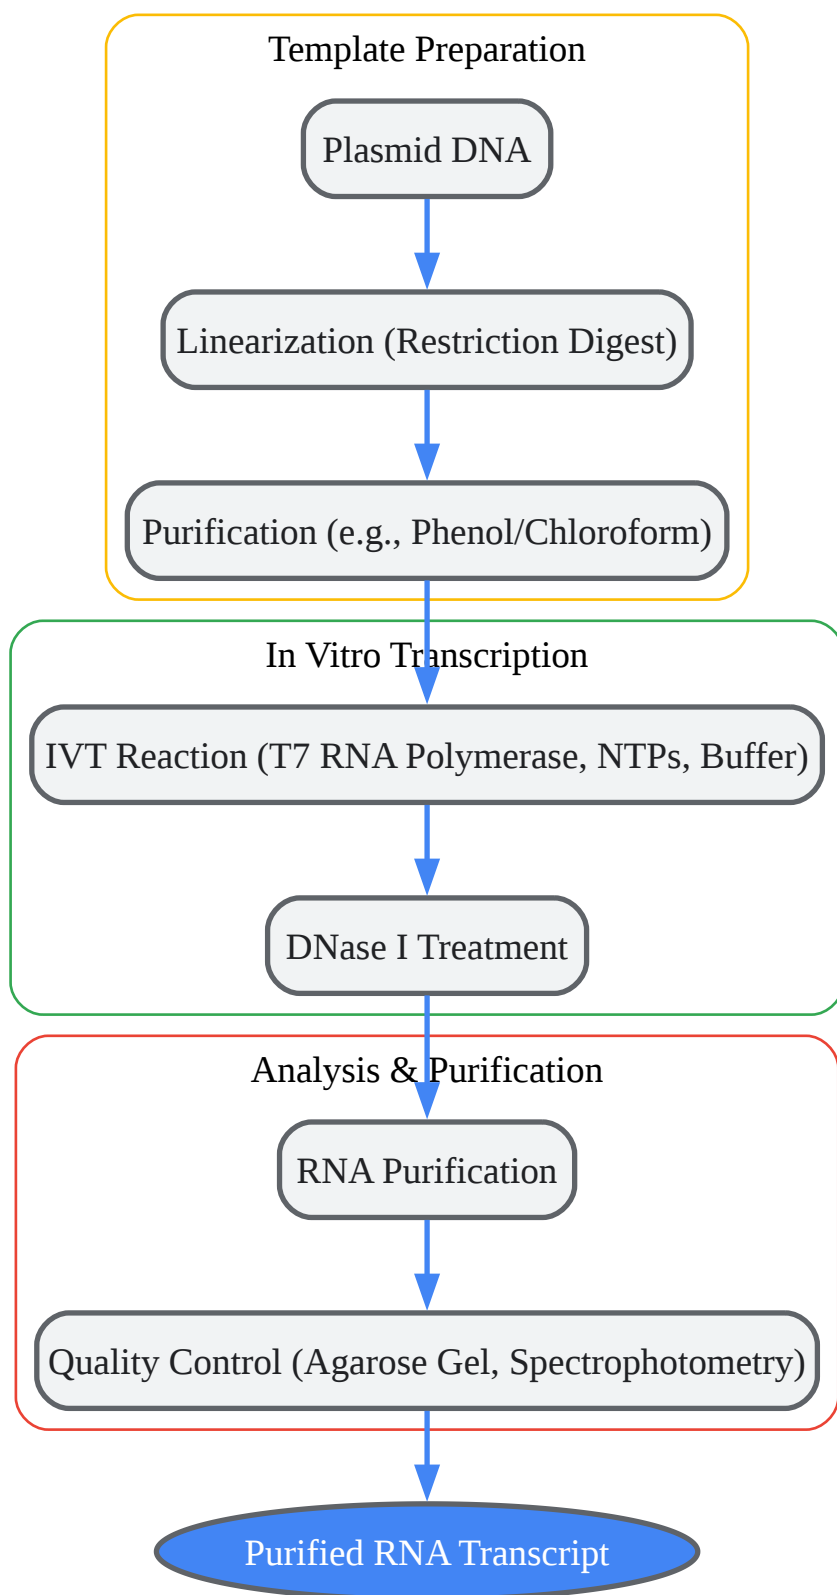 Template Preparation
Plasmid DNA
Linearization (Restriction Digest)
Purification (e.g., Phenol/Chloroform)
In Vitro Transcription
IVT Reaction (T7 RNA Polymerase, NTPs, Buffer)
DNase I Treatment
Analysis & Purification
RNA Purification
Quality Control (Agarose Gel, Spectrophotometry)
Purified RNA Transcript